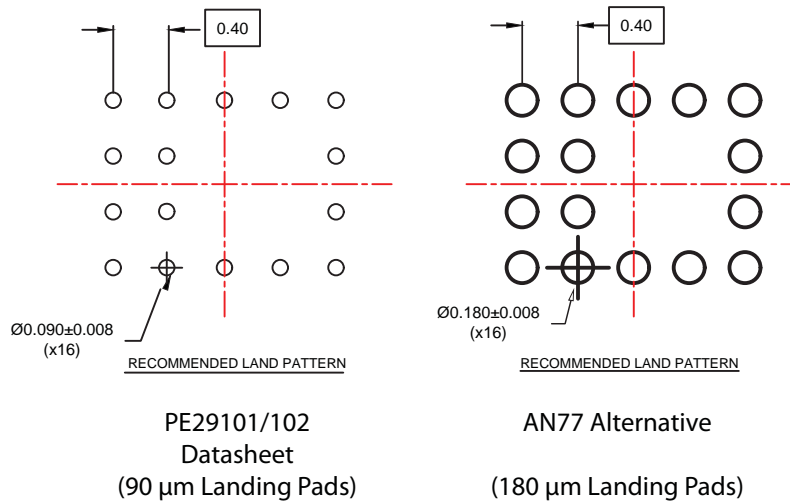 0.40
Ø0.090±0.008
(x16)
RECOMMENDED LAND PATTERN
PE29101/102
Datasheet
(90 µm Landing Pads)
0.40
Ø0.180±0.008
(x16)
RECOMMENDED LAND PATTERN
AN77 Alternative
(180 µm Landing Pads)